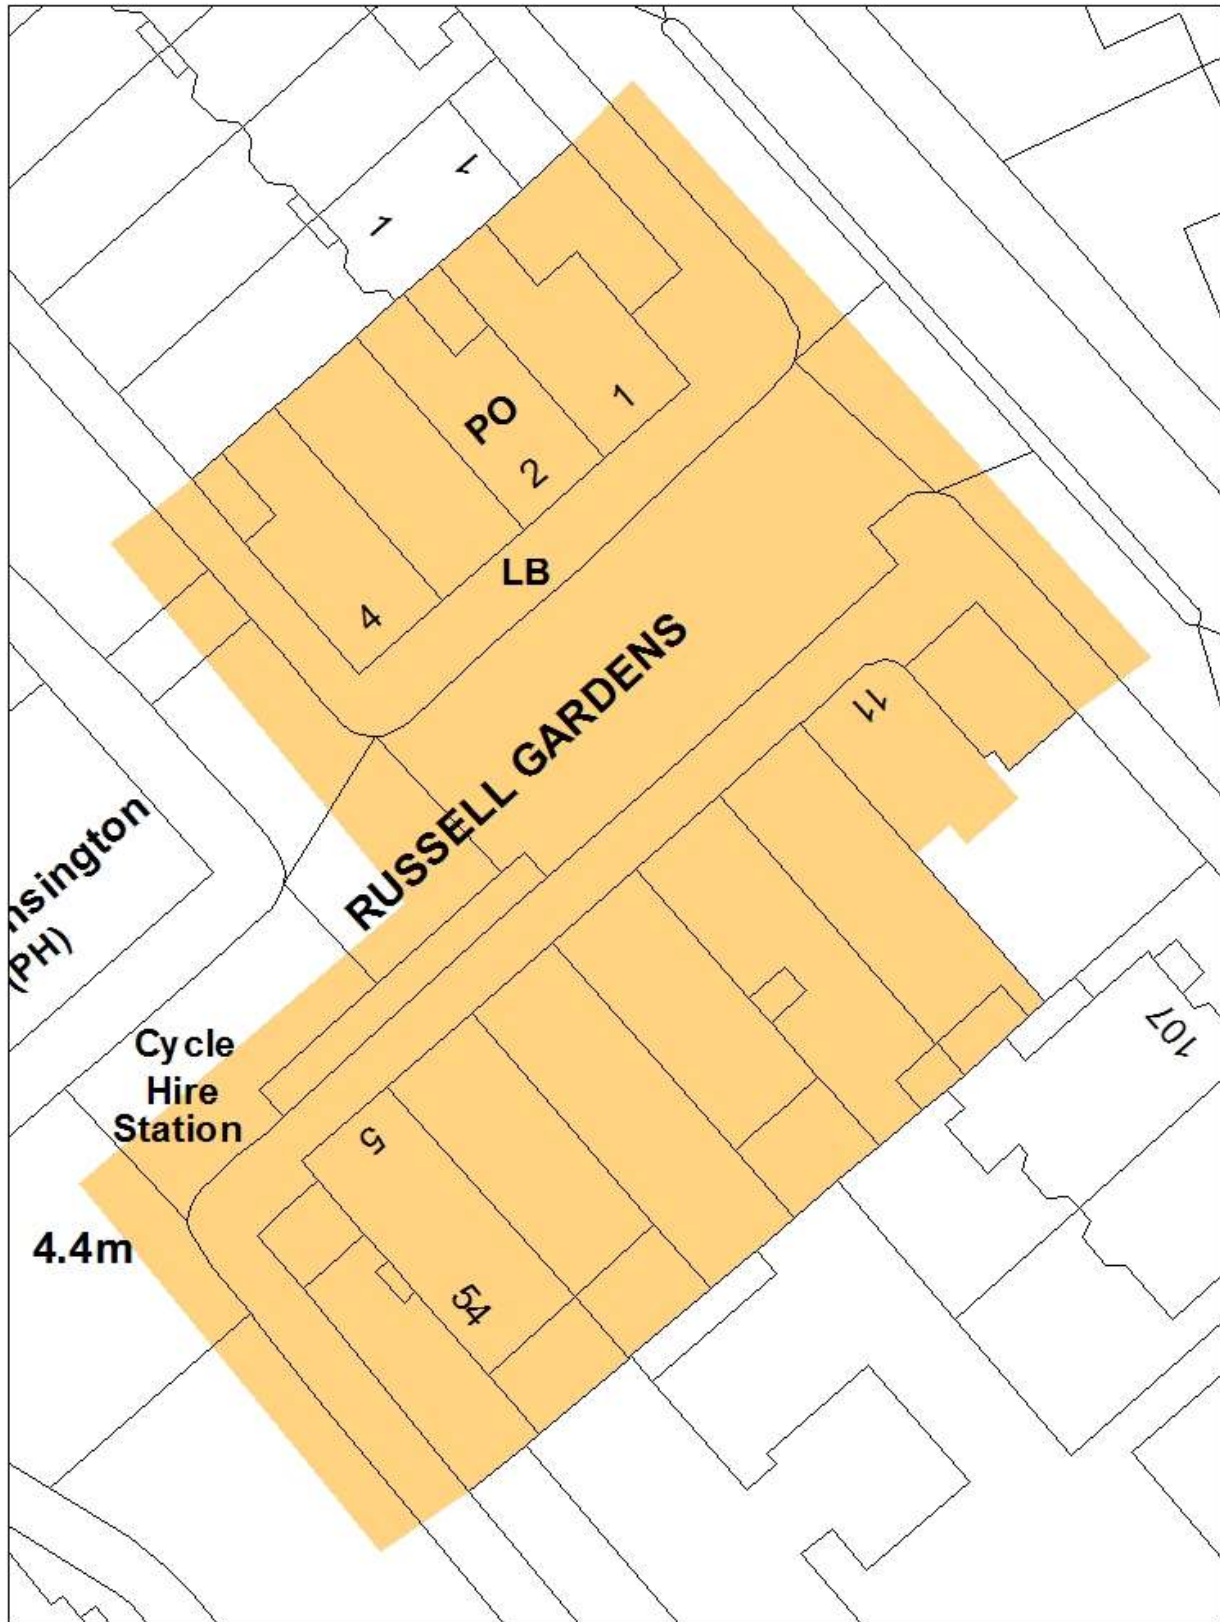 1
1
PO
1
2
LB
4
RUSSELL GARDENS
11
nsington
(PH)
Cycle
Hire
Station
107
5
4.4m
54